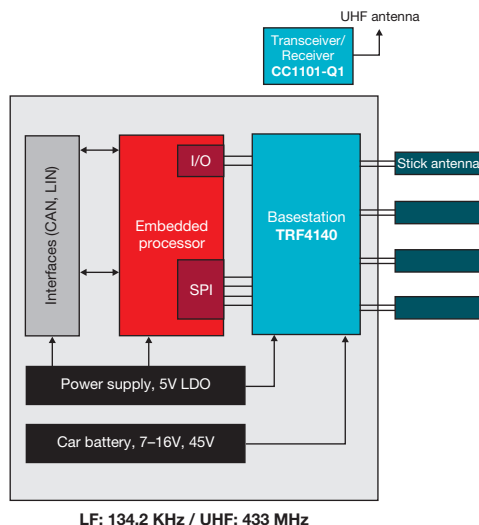 UHF antenna
Transceiver/
Receiver
CC1101-Q1
Interfaces (CAN, LIN)
I/O
Embedded
processor
SPI
Basestation
TRF4140
Stick antenna
Power supply, 5V LDO
Car battery, 7–16V, 45V
LF: 134.2 KHz / UHF: 433 MHz